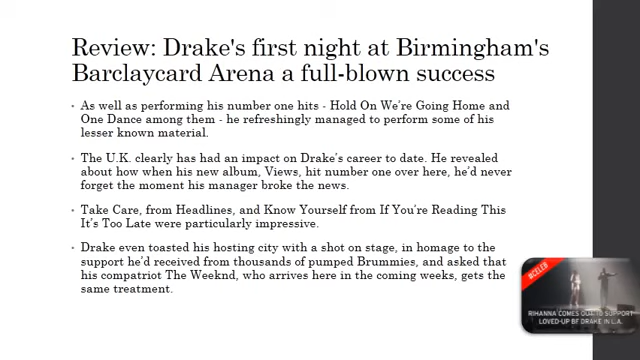 Review: Drake's first night at Birmingham's
Barclaycard Arena a full-blown success
As well as performing his number one hits - Hold On We're Going Home and
One Dance among them - he refreshingly managed to perform some of his
lesser known material.
The U.K. clearly has had an impact on Drake's career to date. He revealed
about how when his new album, Views, hit number one over here, he'd never
forget the moment his manager broke the news.
Take Care, from Headlines, and Know Yourself from If You're Reading This
It's Too Late were particularly impressive.
Drake even toasted his hosting city with a shot on stage, in homage to the
support he'd received from thousands of pumped Brummies, and asked that
his compatriot The Weeknd, who arrives here in the coming weeks, gets the
same treatment.
#CELEB
RIHANNA COMES OUT TO SUPPORT
LOVED-UP BF DRAKE IN L.A.